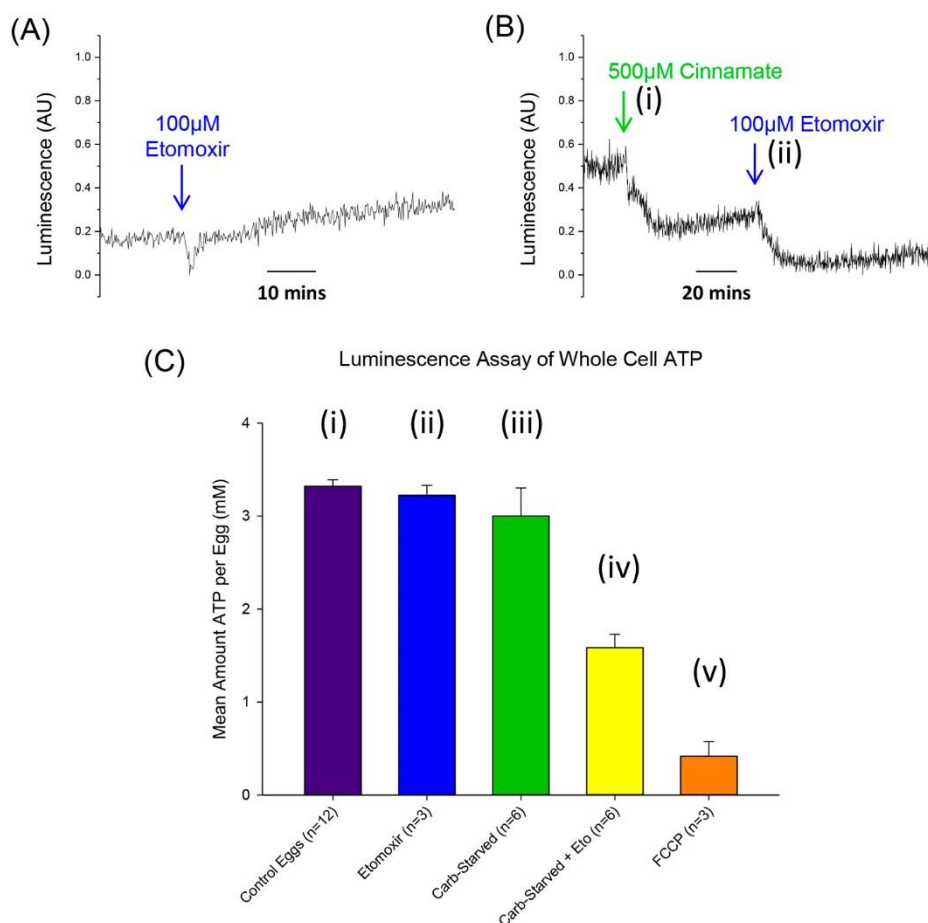 (A)
Luminescence (AU)
1.0
0.8
0.6
0.4
0.2
0.0
100µM
Etomoxir
10 mins
(B)
Luminescence (AU)
1.0
0.8
0.6
0.4
0.2
0.0
500µM Cinnamate
(i)
100µM Etomoxir
(ii)
20 mins
(C)
Luminescence Assay of Whole Cell ATP
Mean Amount ATP per Egg (mM)
4
3
2
1
0
(i)
(ii)
(iii)
(iv)
(v)
Control Eggs (n=12)
Etomoxir (n=3)
Carb-Starved (n=6)
Carb-Starved + Eto (n=6)
FCCP (n=3)